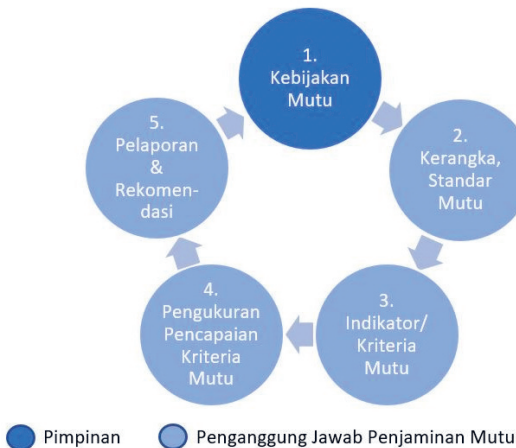 1.
Kebijakan
Mutu
2.
Kerangka,
Standar
Mutu
3.
Indikator/
Kriteria
Mutu
4.
Pengukuran
Pencapaian
Kriteria
Mutu
5.
Pelaporan
&
Rekomen-
dasi
Pimpinan
Penganggung Jawab Penjaminan Mutu